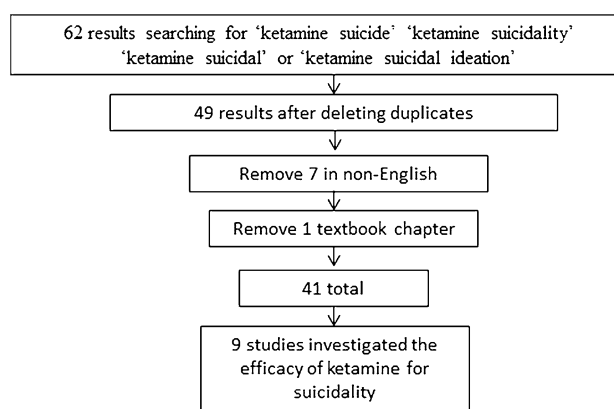 62 results searching for ‘ketamine suicide’ ‘ketamine suicidality’
‘ketamine suicidal’ or ‘ketamine suicidal ideation’
49 results after deleting duplicates
Remove 7 in non-English
Remove 1 textbook chapter
41 total
9 studies investigated the
efficacy of ketamine for
suicidality